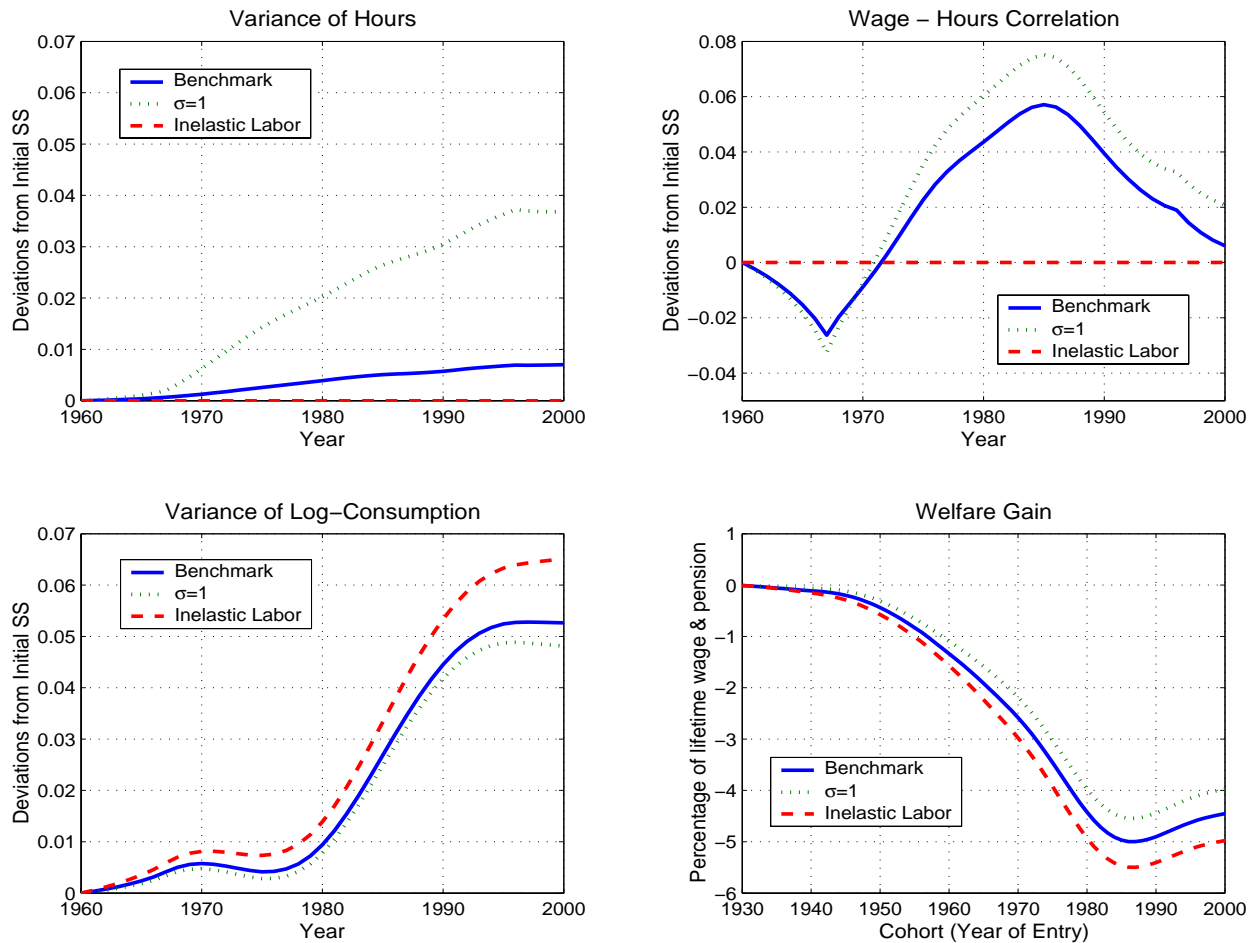 Variance of Hours
Deviations from Initial SS
0.07
0.06
0.05
0.04
0.03
0.02
0.01
0
Benchmark
σ=1
Inelastic Labor
1960 1970 1980 1990 2000
Year
Wage − Hours Correlation
Deviations from Initial SS
0.08
0.06
0.04
0.02
0
−0.02
−0.04
Benchmark
σ=1
Inelastic Labor
1960 1970 1980 1990 2000
Year
Variance of Log−Consumption
Deviations from Initial SS
0.07
0.06
0.05
0.04
0.03
0.02
0.01
0
Benchmark
σ=1
Inelastic Labor
1960 1970 1980 1990 2000
Year
Welfare Gain
Percentage of lifetime wage & pension
1
0
−1
−2
−3
−4
−5
−6
Benchmark
σ=1
Inelastic Labor
1930 1940 1950 1960 1970 1980 1990 2000
Cohort (Year of Entry)